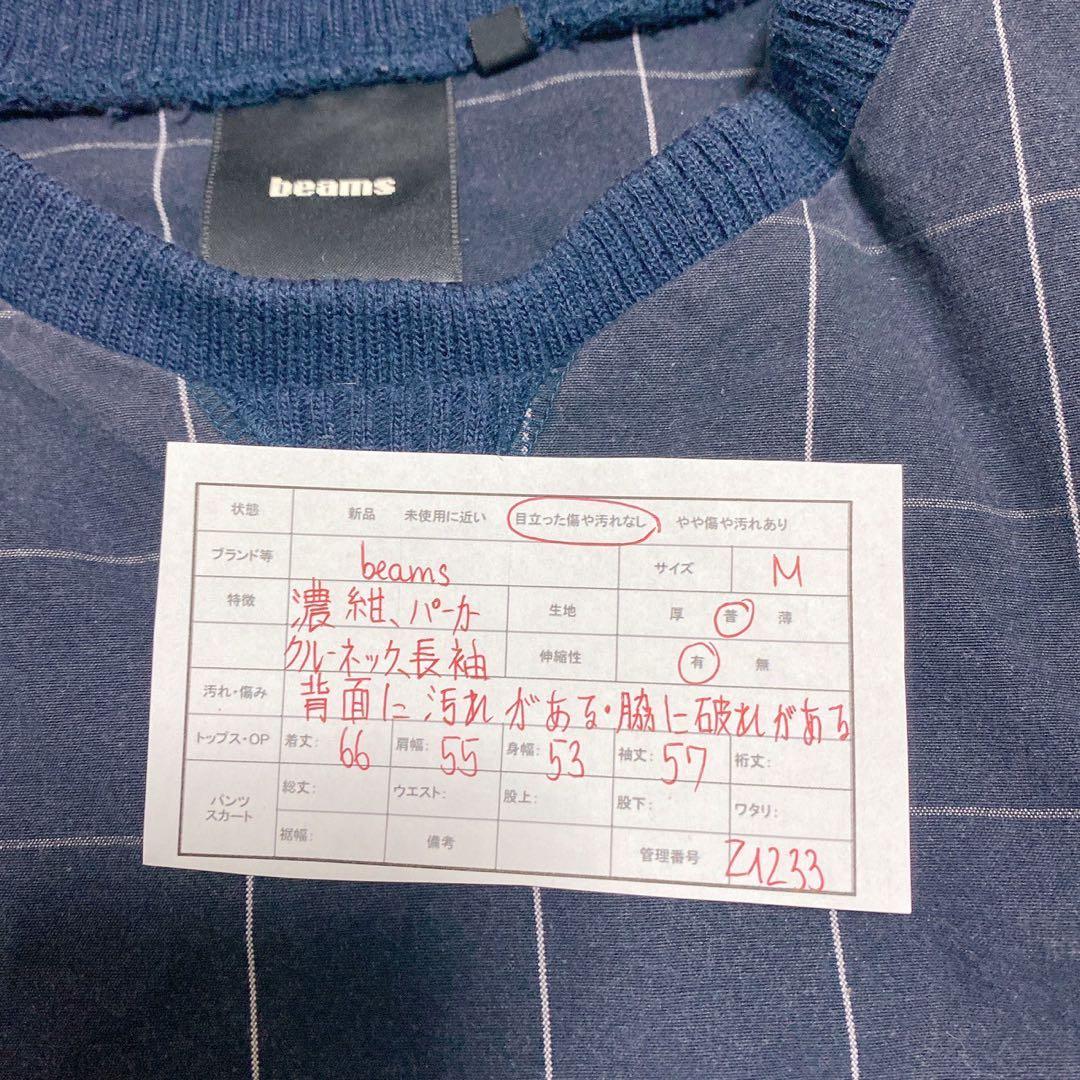 beams
状態 新品 未使用に近い 目立った傷や汚れなし やや傷や汚れあり
ブランド等 beams サイズ M
特徴 濃紺、パーカ 生地 厚 普 薄
クルーネック、長袖 伸縮性 有 無
汚れ・傷み 背面に汚れがある・脇に破れがある
トップス・OP 着丈: 66 肩幅: 55 身幅: 53 袖丈: 57 裄丈:
パンツ スカート 総丈: ウエスト: 股上: 股下: ワタリ:
裾幅: 備考 管理番号 Z1233